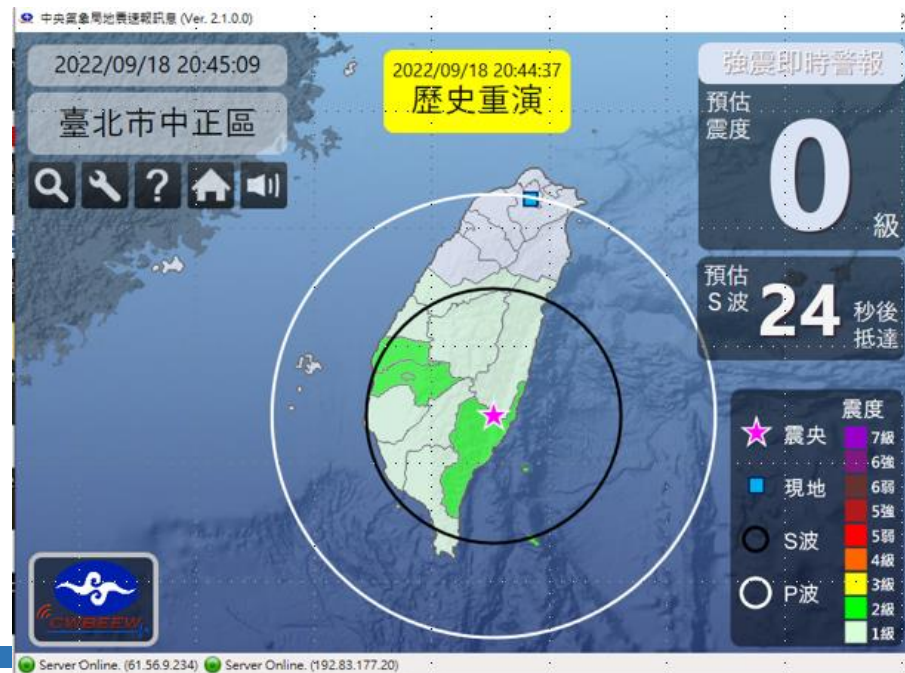 中央氣象局地震速報訊息 (Ver. 2.1.0.0)
2022/09/18 20:45:09
臺北市中正區
2022/09/18 20:44:37
歷史重演
強震即時警報
預估
震度
0
級
預估
S波
24
秒後
抵達
震央
現地
S波
P波
震度
7級
6強
6弱
5強
5弱
4級
3級
2級
1級
CWBEEW
Server Online. (61.56.9.234)
Server Online. (192.83.177.20)